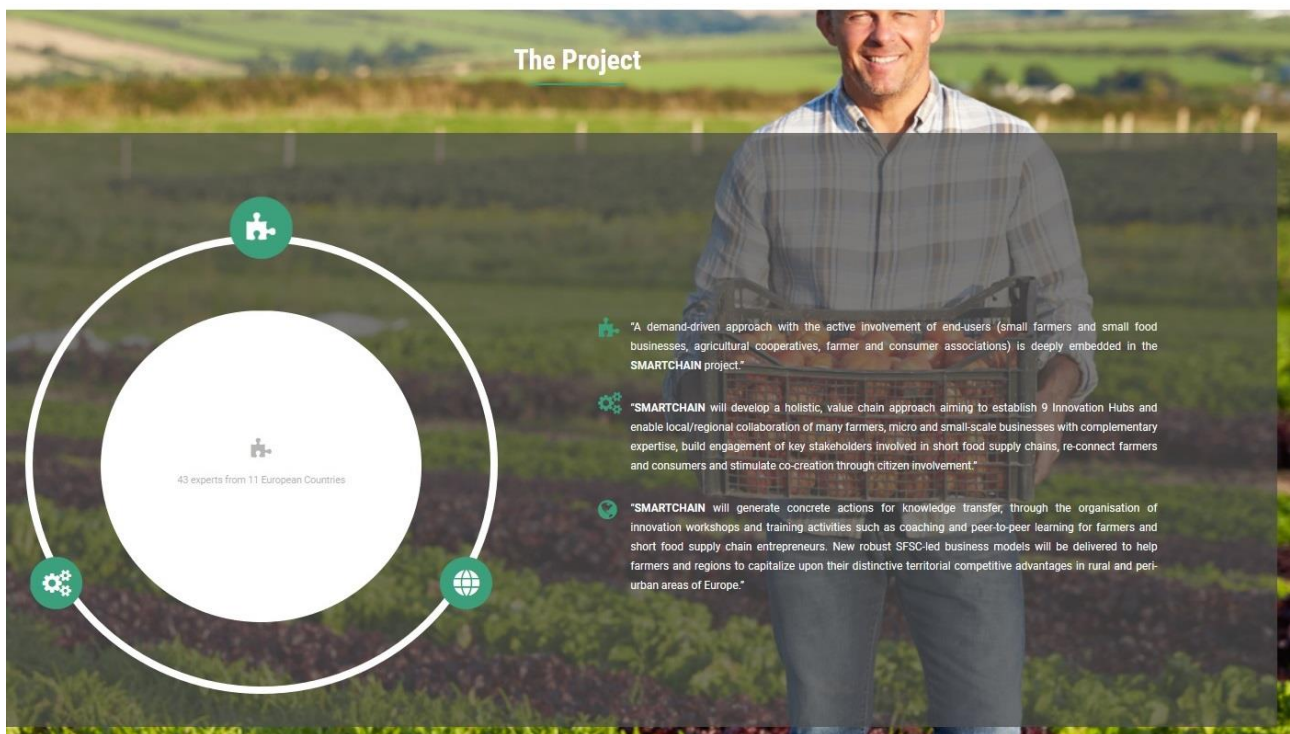 The Project
43 experts from 11 European Countries
“A demand-driven approach with the active involvement of end-users (small farmers and small food
businesses, agricultural cooperatives, farmer and consumer associations) is deeply embedded in the
SMARTCHAIN project.”
“SMARTCHAIN will develop a holistic, value chain approach aiming to establish 9 Innovation Hubs and
enable local/regional collaboration of many farmers, micro and small-scale businesses with complementary
expertise, build engagement of key stakeholders involved in short food supply chains, re-connect farmers
and consumers and stimulate co-creation through citizen involvement.”
“SMARTCHAIN will generate concrete actions for knowledge transfer, through the organisation of
innovation workshops and training activities such as coaching and peer-to-peer learning for farmers and
short food supply chain entrepreneurs. New robust SFSC-led business models will be delivered to help
farmers and regions to capitalize upon their distinctive territorial competitive advantages in rural and peri-
urban areas of Europe.”